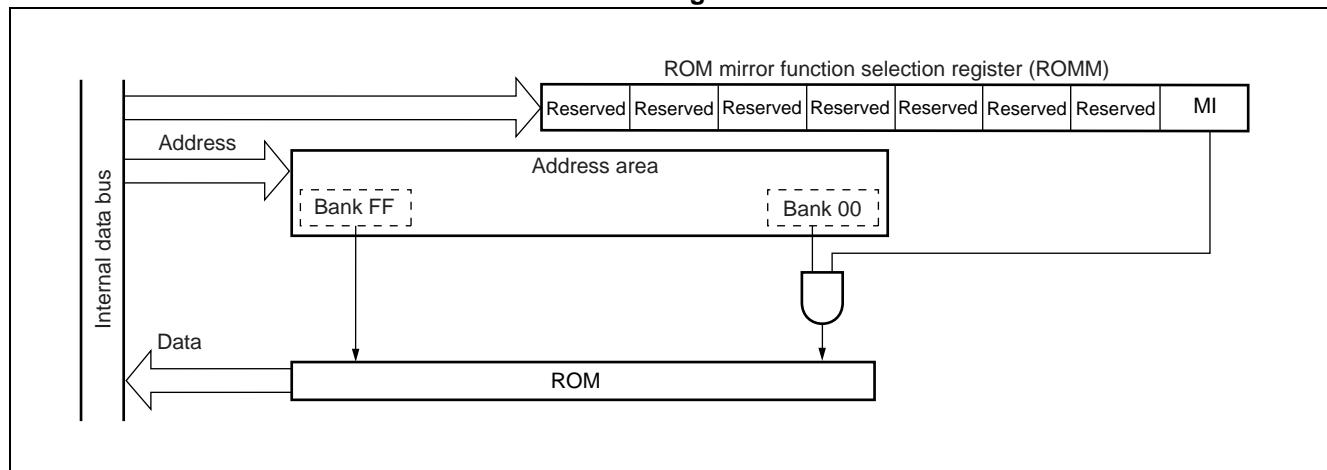 ROM mirror function selection register (ROMM)
Reserved Reserved Reserved Reserved Reserved Reserved Reserved MI
Address
Address area
Bank FF Bank 00
Internal data bus
Data
ROM